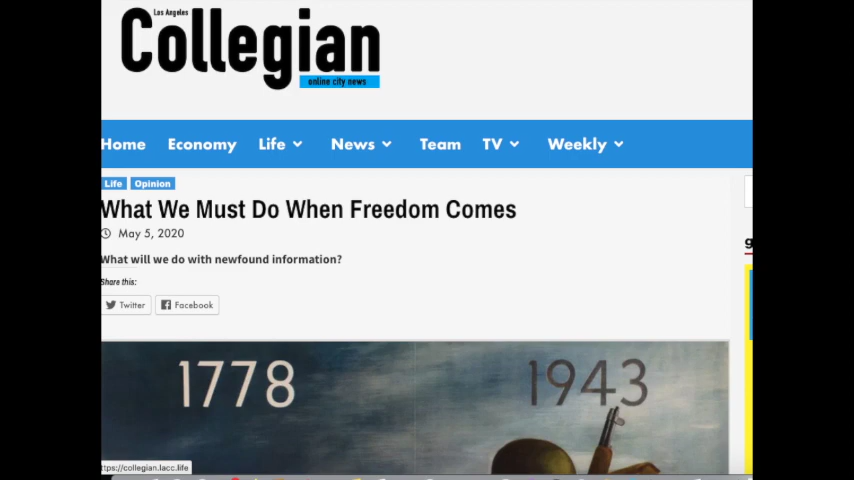 Los Angeles
Collegian
online city news
Home Economy Life News Team TV Weekly
Life Opinion
What We Must Do When Freedom Comes
May 5, 2020
What will we do with newfound information?
Share this:
Twitter Facebook
1778 1943
ttps://collegian.lacc.life